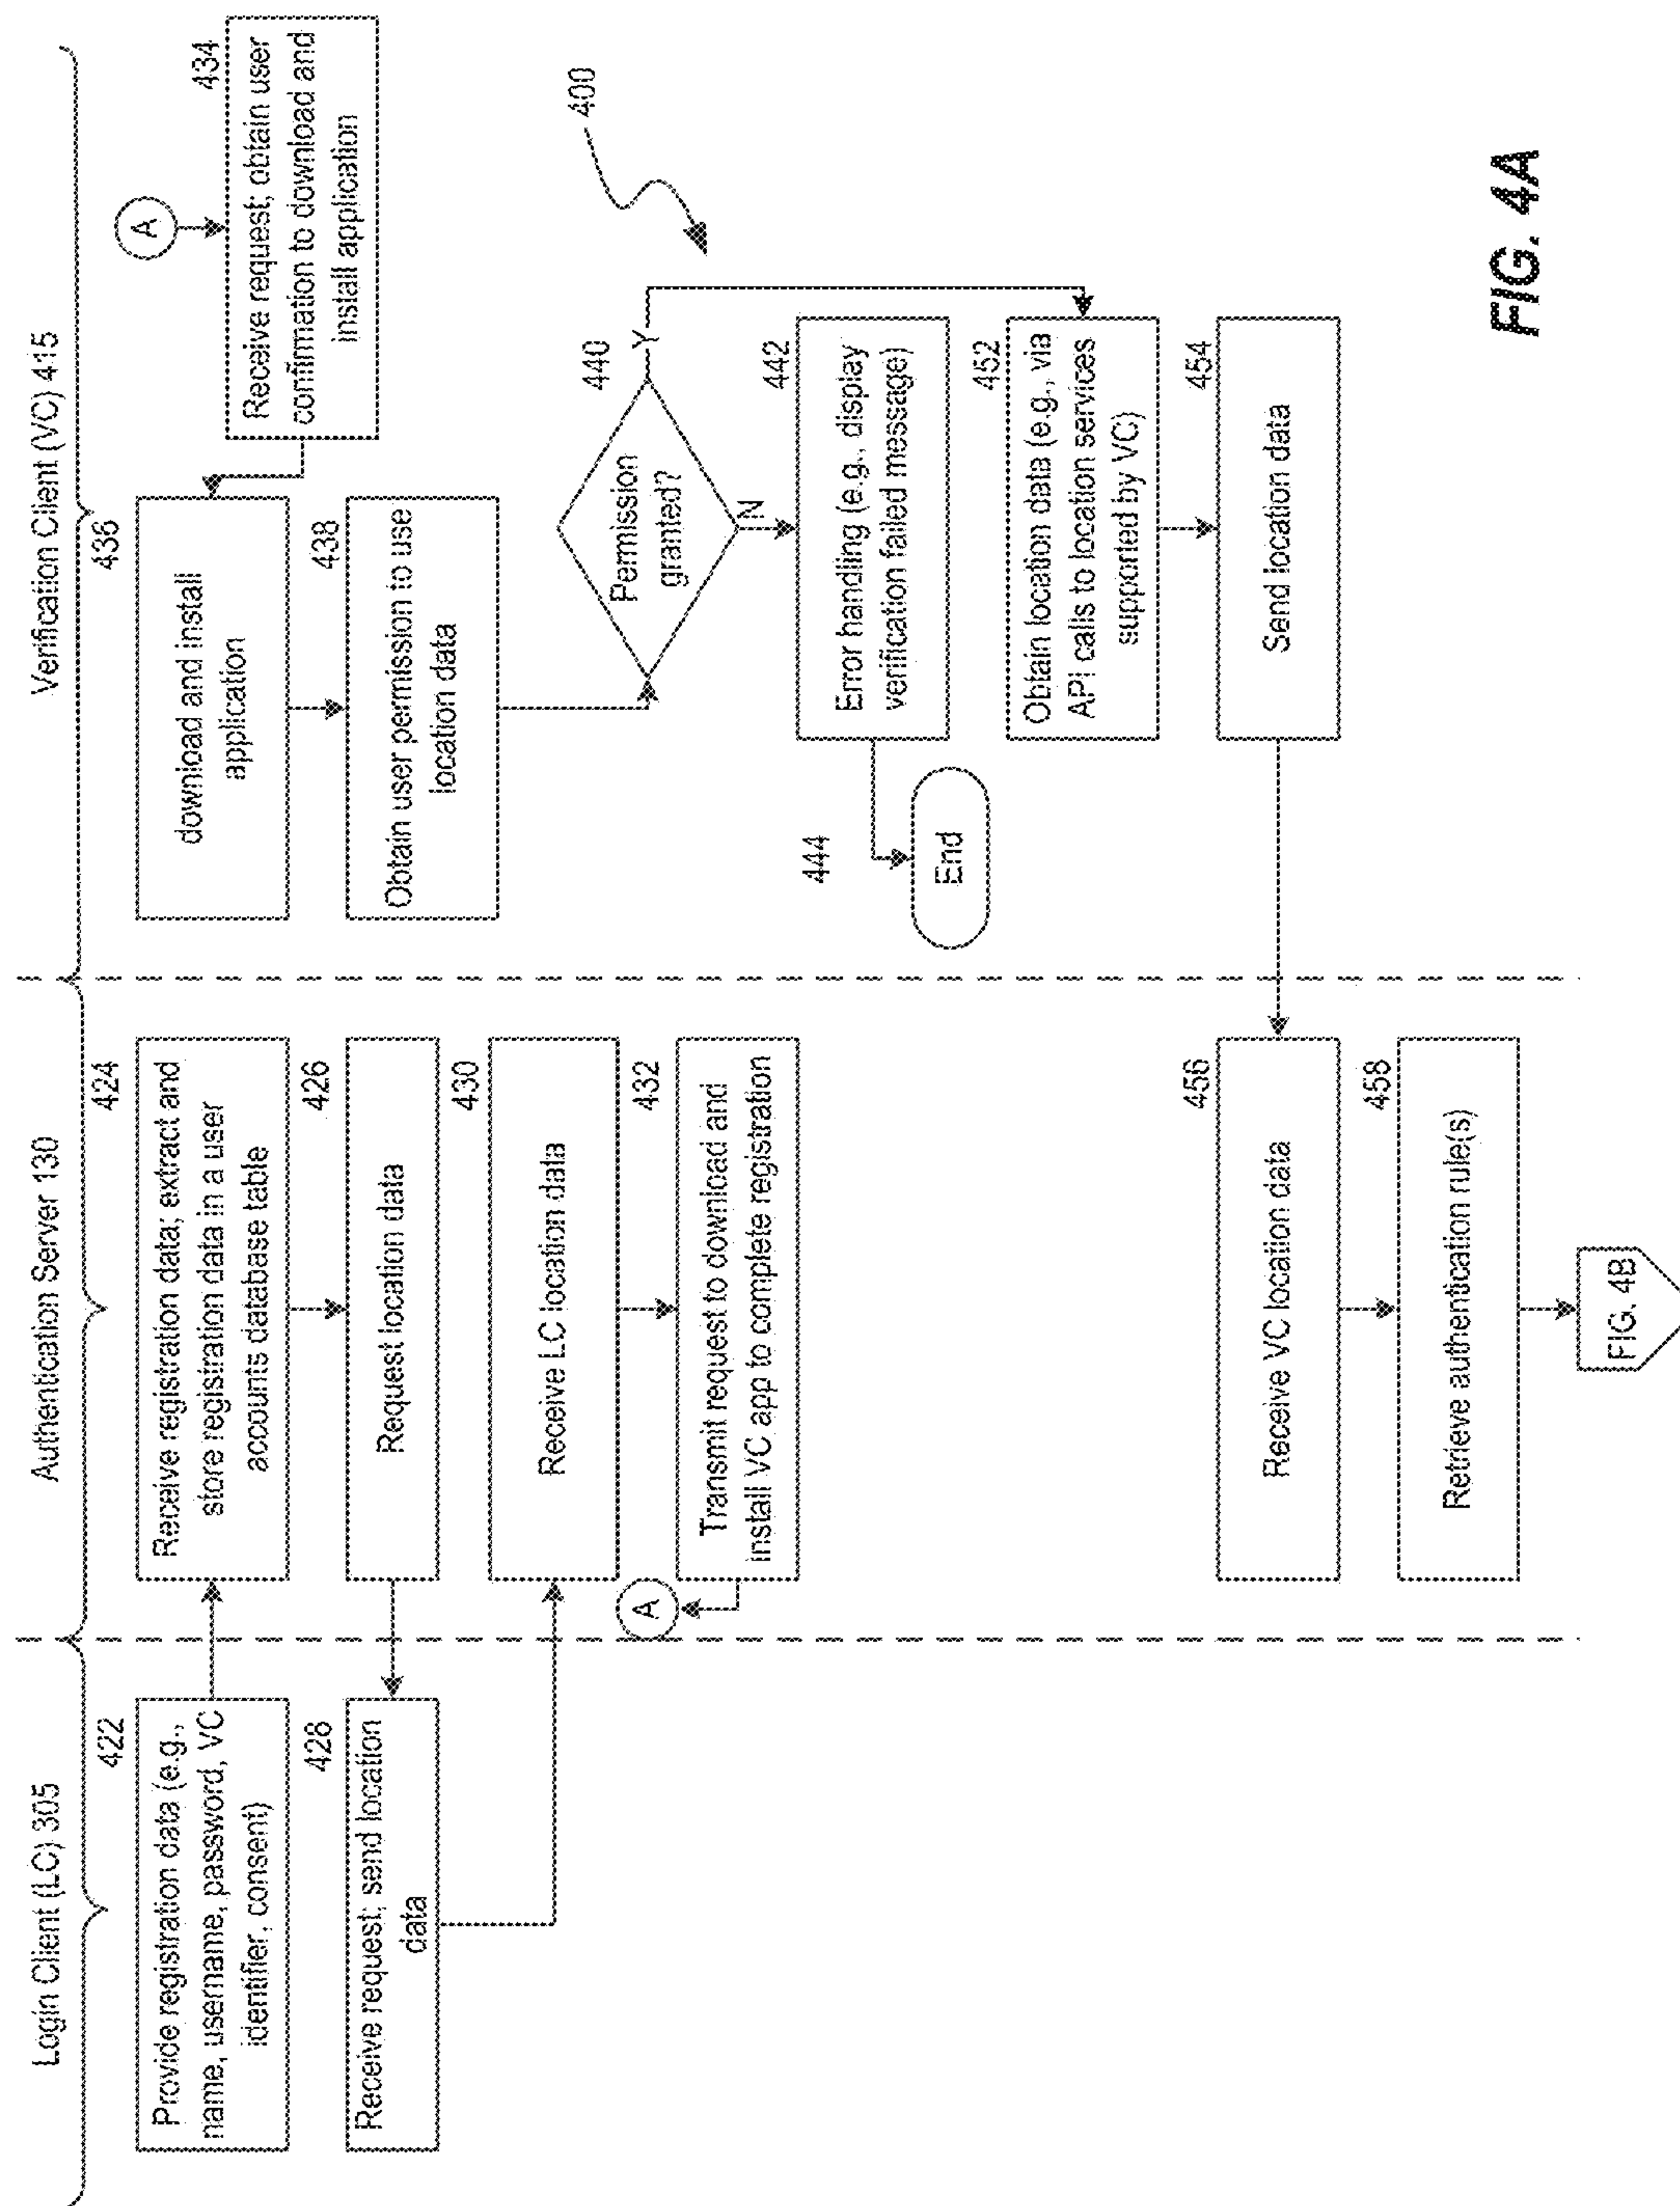 Login Client (LC) 305
Authentication Server 130
Verification Client (VC) 415
422
Provide registration data (e.g.,
name, username, password, VC
identifier, consent)
424
Receive registration data; extract and
store registration data in a user
accounts database table
426
Request location data
428
Receive request; send location
data
430
Receive LC location data
432
Transmit request to download and
install VC app to complete registration
A
A
434
Receive request; obtain user
confirmation to download and
install application
436
download and install
application
438
Obtain user permission to use
location data
440
Permission
granted?
Y
N
442
Error handling (e.g., display
verification failed message)
444
End
452
Obtain location data (e.g., via
API calls to location services
supported by VC)
454
Send location data
456
Receive VC location data
458
Retrieve authentication rule(s)
FIG. 4B
400
FIG. 4A